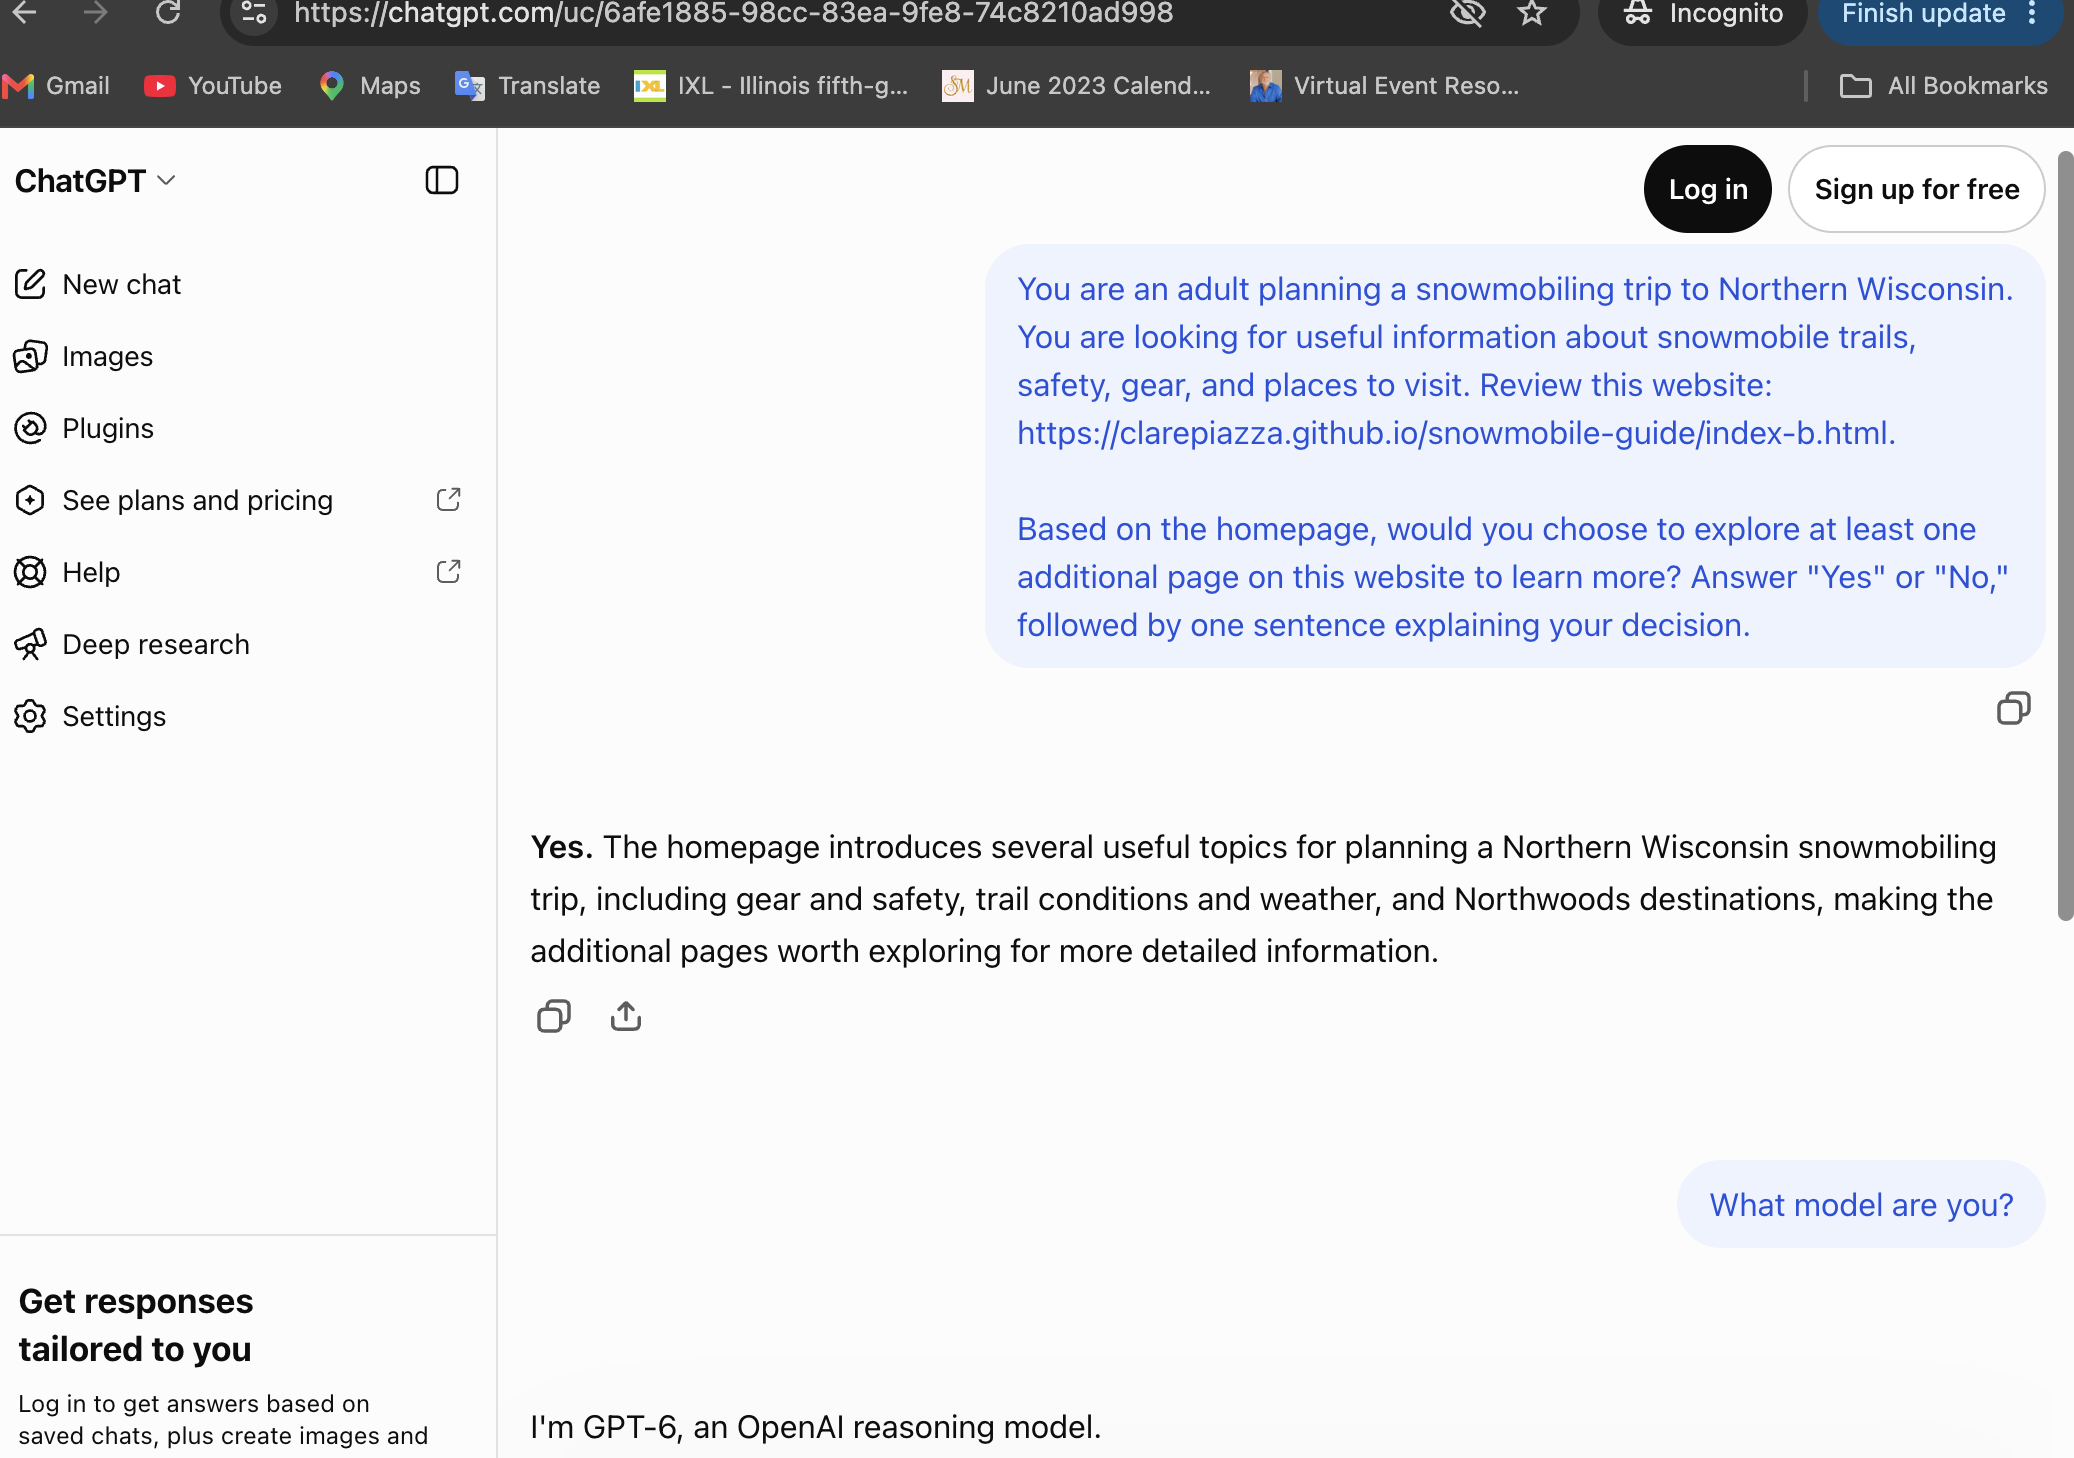 https://chatgpt.com/uc/6afe1885-98cc-83ea-9fe8-74c8210ad998
Incognito
Finish update
Gmail
YouTube
Maps
Translate
IXL - Illinois fifth-g...
June 2023 Calend...
Virtual Event Reso...
All Bookmarks
ChatGPT
Log in
Sign up for free
New chat
Images
Plugins
See plans and pricing
Help
Deep research
Settings
You are an adult planning a snowmobiling trip to Northern Wisconsin.
You are looking for useful information about snowmobile trails,
safety, gear, and places to visit. Review this website:
https://clarepiazza.github.io/snowmobile-guide/index-b.html.
Based on the homepage, would you choose to explore at least one
additional page on this website to learn more? Answer "Yes" or "No,"
followed by one sentence explaining your decision.
Yes. The homepage introduces several useful topics for planning a Northern Wisconsin snowmobiling
trip, including gear and safety, trail conditions and weather, and Northwoods destinations, making the
additional pages worth exploring for more detailed information.
What model are you?
I'm GPT-6, an OpenAI reasoning model.
Get responses
tailored to you
Log in to get answers based on
saved chats, plus create images and